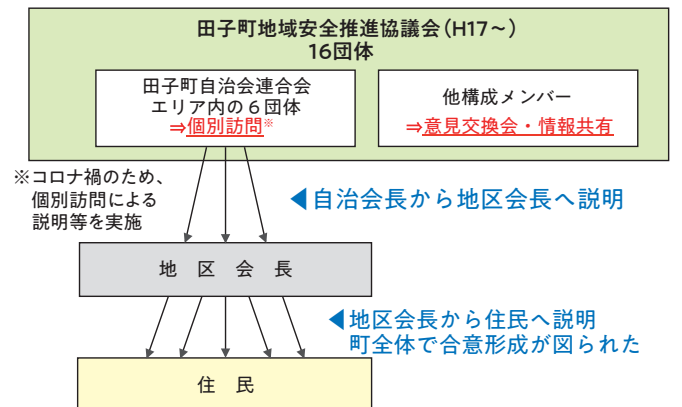 田子町地域安全推進協議会（H17～）
16団体
田子町自治会連合会
エリア内の６団体
⇒個別訪問※
他構成メンバー
⇒意見交換会・情報共有
※コロナ禍のため、
個別訪問による
説明等を実施
◀自治会長から地区会長へ説明
地　区　会　長
◀地区会長から住民へ説明
町全体で合意形成が図られた
住　民